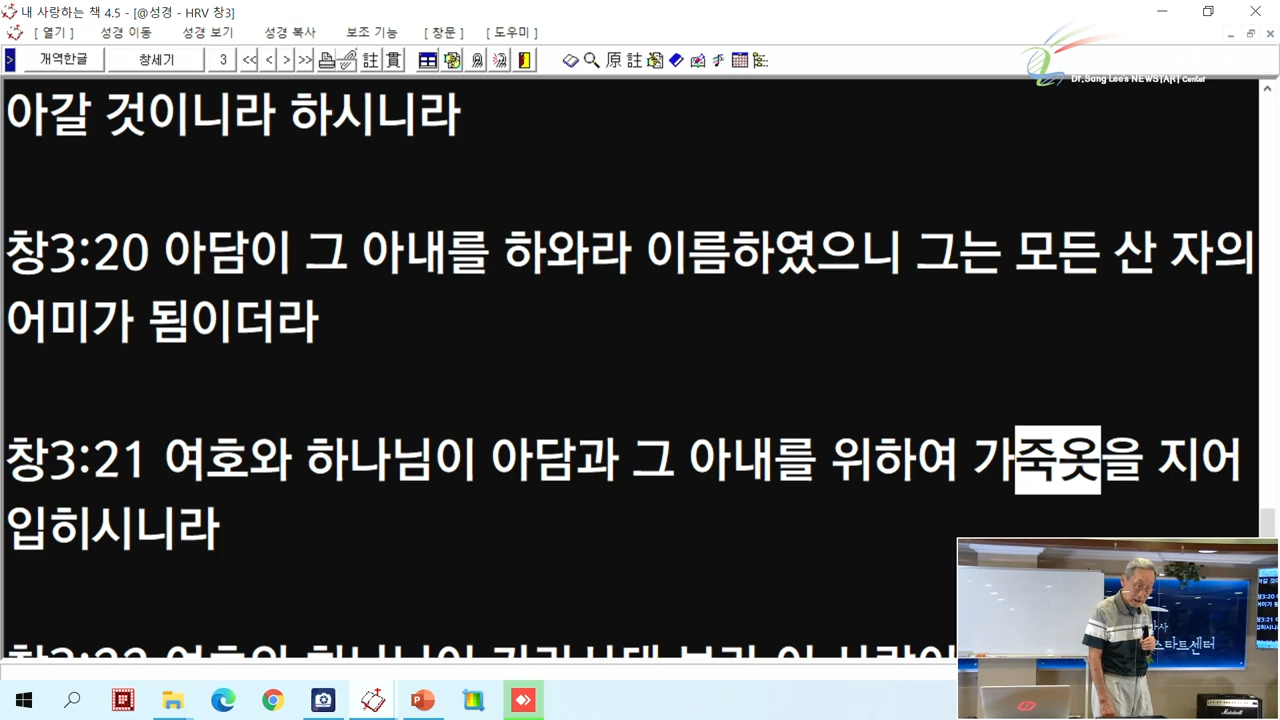 내 사랑하는 책 4.5 - [@성경 - HRV 창3]
[ 열기 ] 성경 이동 성경 보기 성경 복사 보조 기능 [ 창문 ] [ 도우미 ]
개역한글 창세기 3 << < > >> 註 貫 原 註
Dr.Sang Lee's NEWSTART Center
아갈 것이니라 하시니라
창3:20 아담이 그 아내를 하와라 이름하였으니 그는 모든 산 자의
어미가 됨이더라
창3:21 여호와 하나님이 아담과 그 아내를 위하여 가죽옷을 지어
입히시니라
스타트센터
Marshall